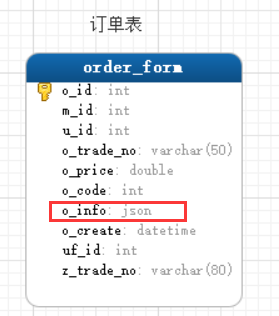 订单表
order_form
o_id: int
m_id: int
u_id: int
o_trade_no: varchar(50)
o_price: double
o_code: int
o_info: json
o_create: datetime
uf_id: int
z_trade_no: varchar(80)